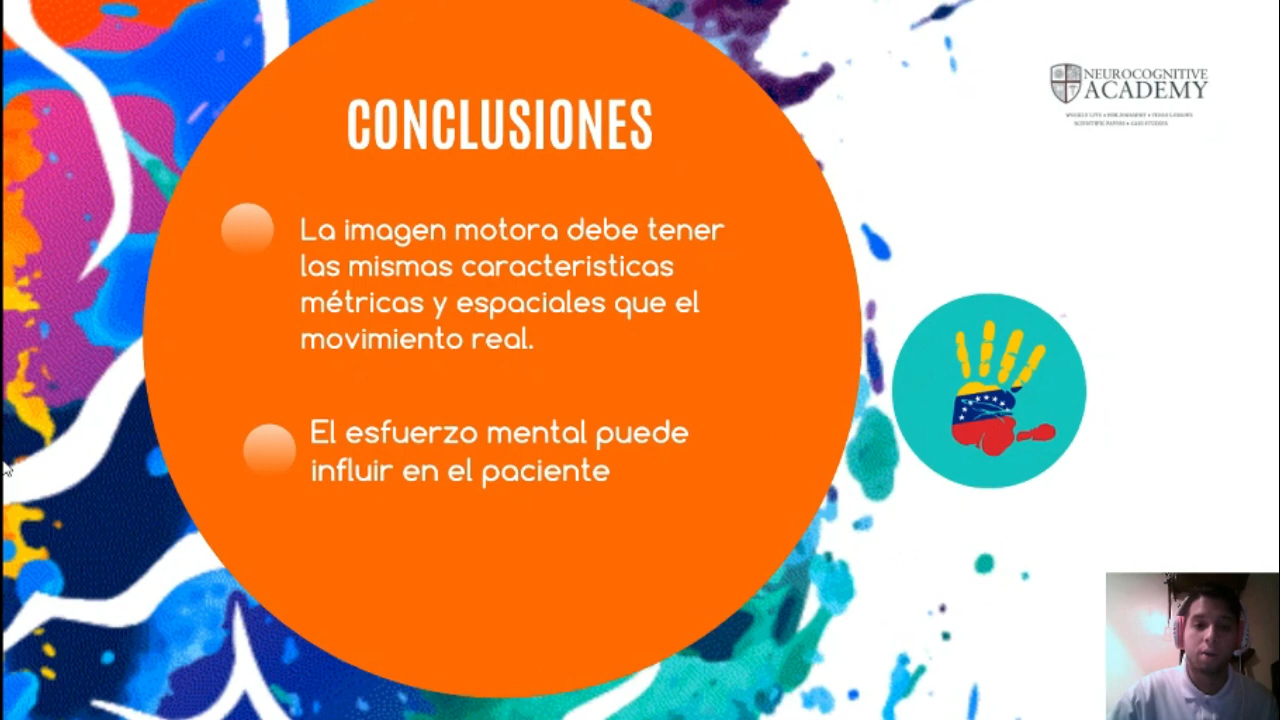 CONCLUSIONES
La imagen motora debe tener
las mismas caracteristicas
métricas y espaciales que el
movimiento real.
El esfuerzo mental puede
influir en el paciente
NEUROCOGNITIVE
ACADEMY